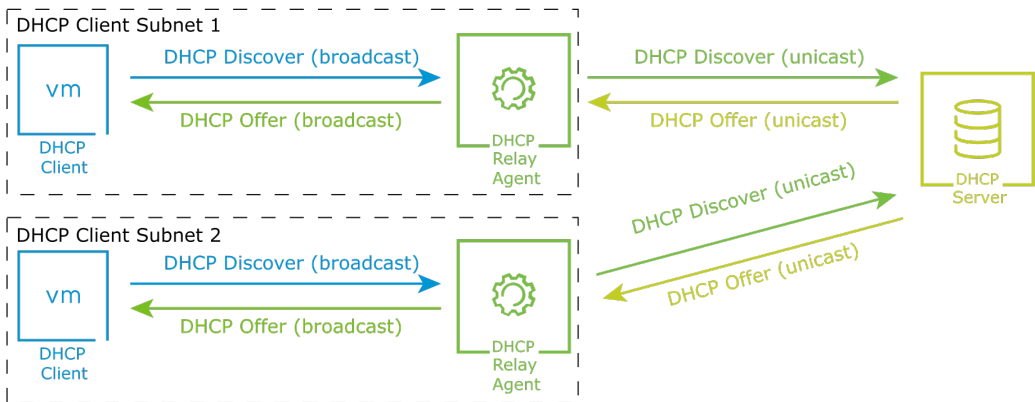 DHCP Client Subnet 1
vm
DHCP
Client
DHCP Discover (broadcast)
DHCP Offer (broadcast)
DHCP
Relay
Agent
DHCP Discover (unicast)
DHCP Offer (unicast)
DHCP
Server
DHCP Client Subnet 2
vm
DHCP
Client
DHCP Discover (broadcast)
DHCP Offer (broadcast)
DHCP
Relay
Agent
DHCP Discover (unicast)
DHCP Offer (unicast)